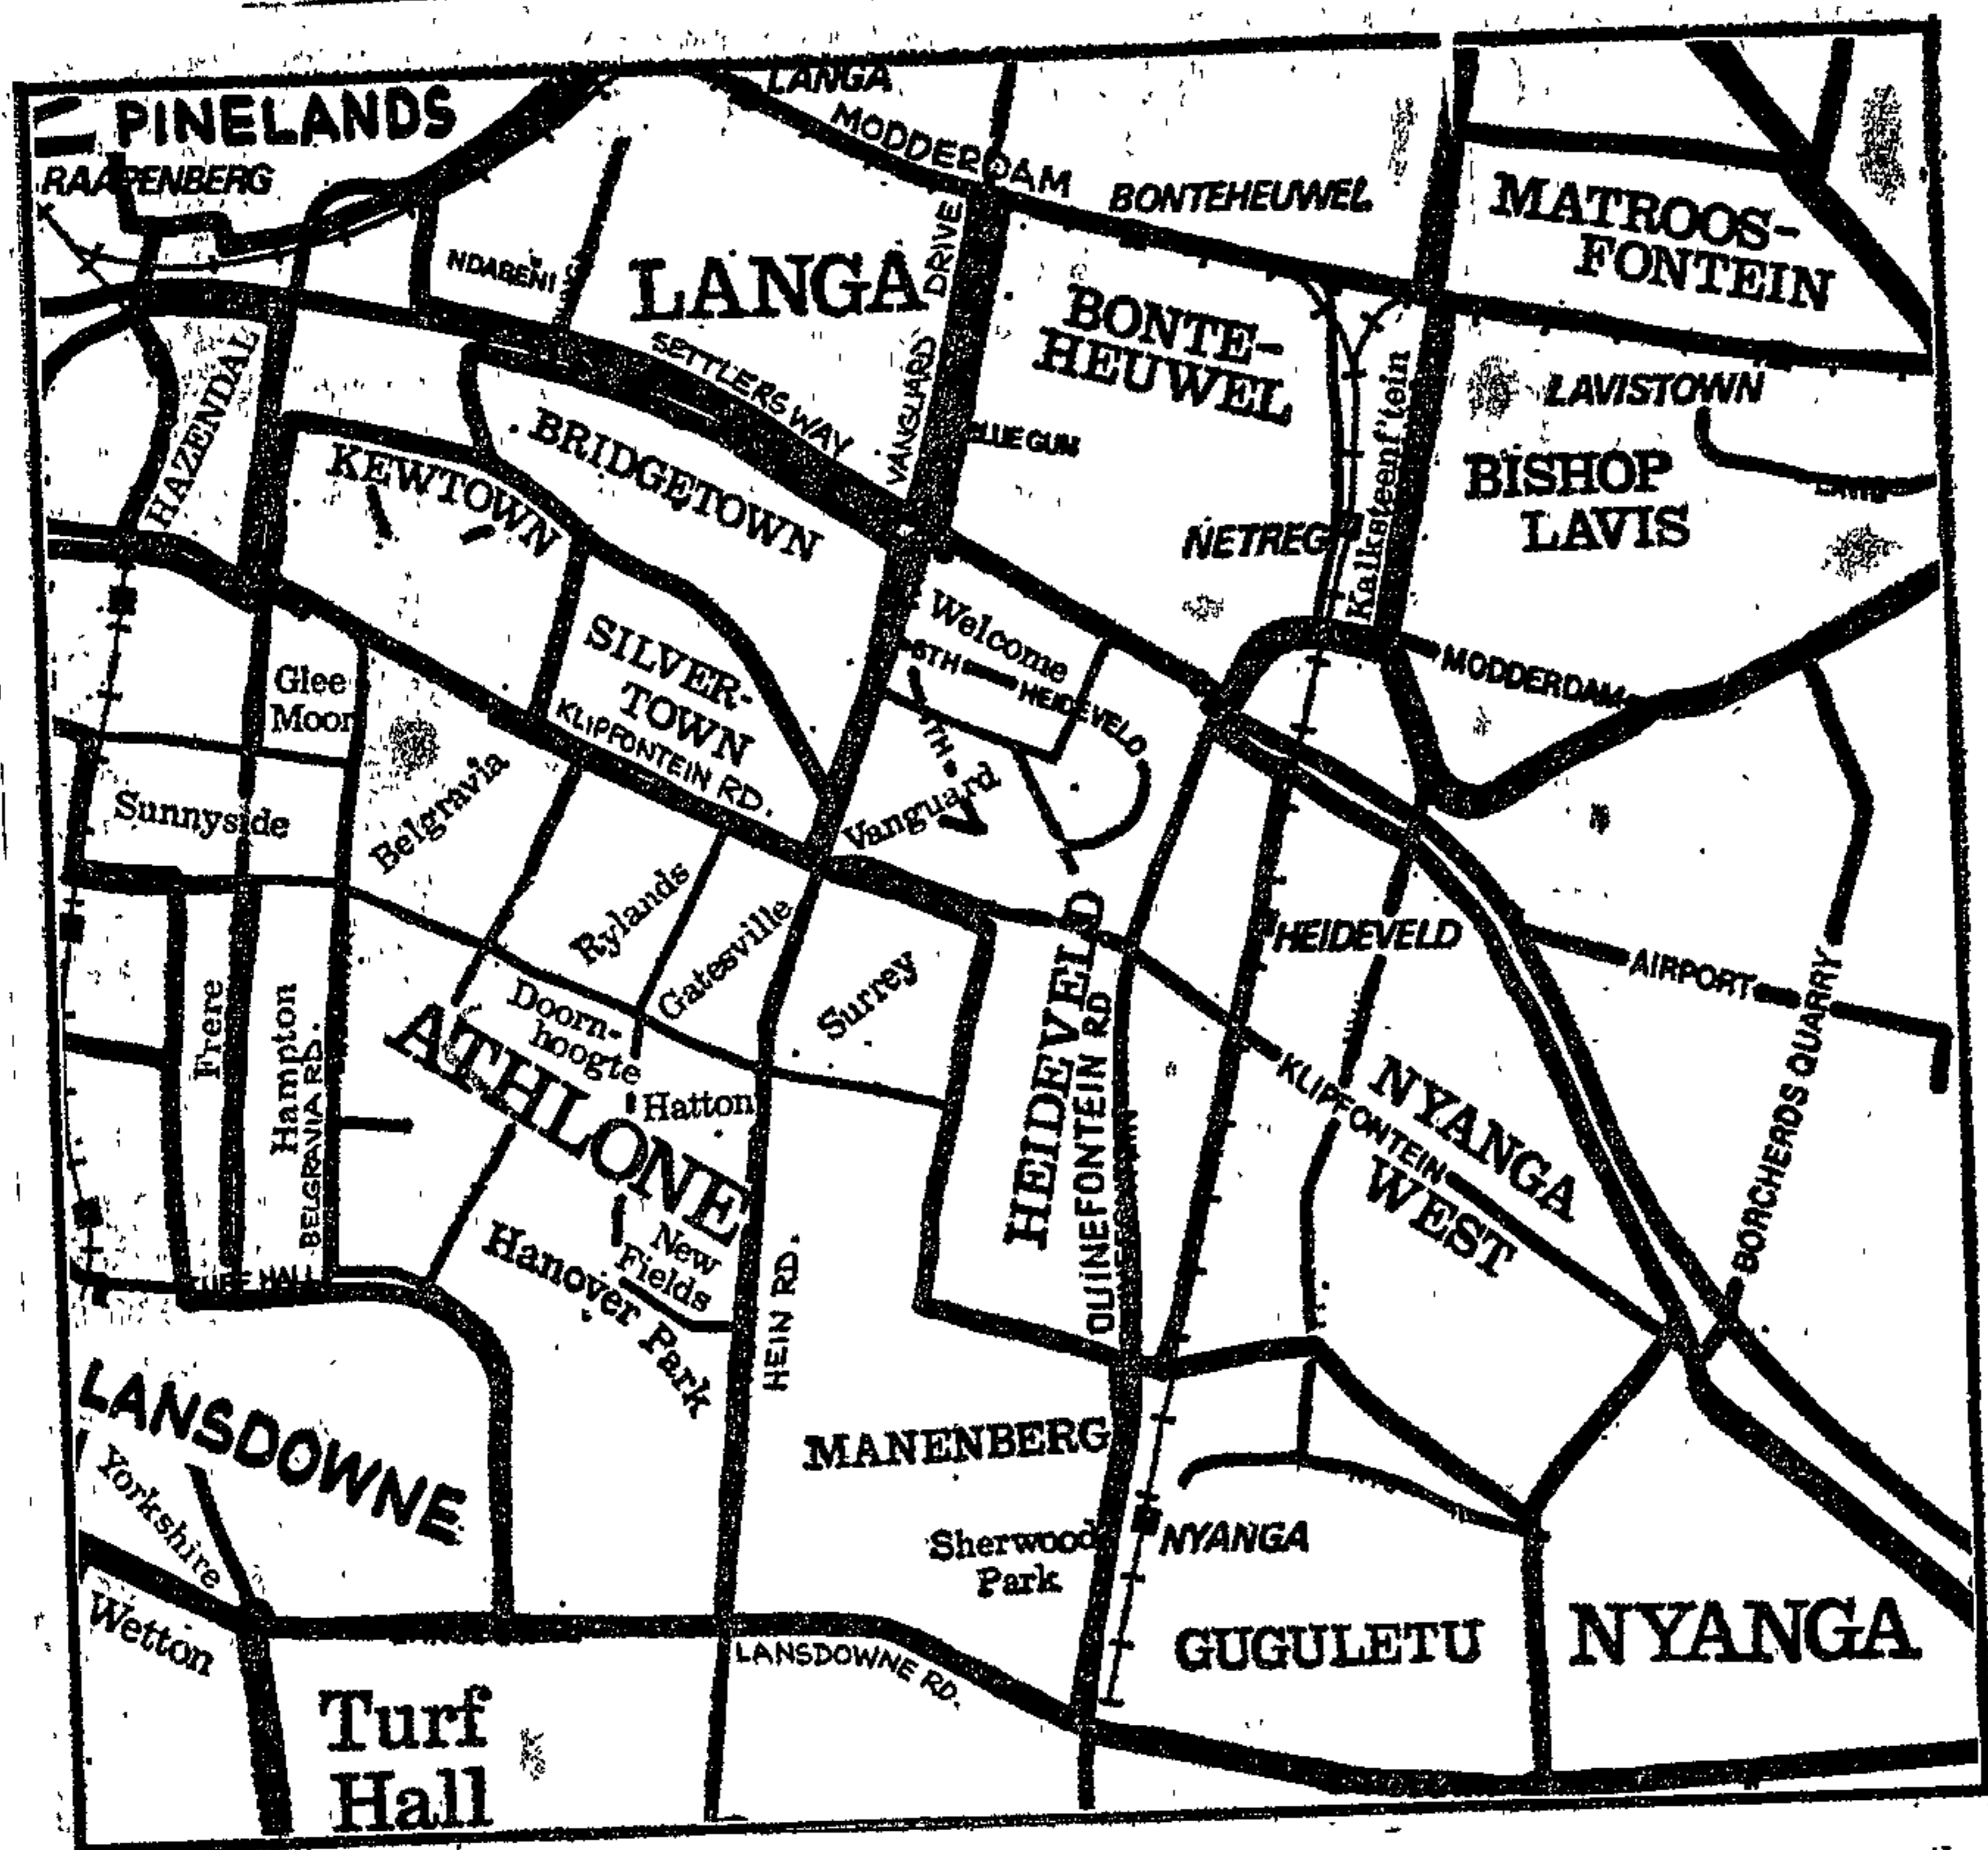 LANGA
PINELANDS
MODDERDAM
RAAPENBERG
BONTEHEUWEL
MATROOS-
FONTEIN
DRIVE
NDABENI
LANGA
BONTE-
HEUWEL
SETTLERS WAY
VANGUARD
HAZENDAL
Kalksteenf'tein
LAVISTOWN
BRIDGETOWN
KEWTOWN
BISHOP
LAVIS
NETREG
Welcome
SILVER-
TOWN
8TH
HEIDEVELD
MODDERDAM
Glee
Moor
KLIPFONTEIN RD.
Belgravia
Vanguard
Sunnyside
Rylands
Gatesville
HEIDEVELD
AIRPORT
Surrey
Frere
Hampton
BELGRAVIA RD.
Doorn-
hoogte
ATHLONE
HEIDEVELD
KLIPFONTEIN
NYANGA
WEST
BORCHERDS QUARRY
Hatton
New
Fields
Hanover Park
TURF HALL
HEIN RD.
LANSDOWNE
MANENBERG
Yorkshire
Sherwood
Park
NYANGA
Wetton
GUGULETU
NYANGA
LANSDOWNE RD.
Turf
Hall